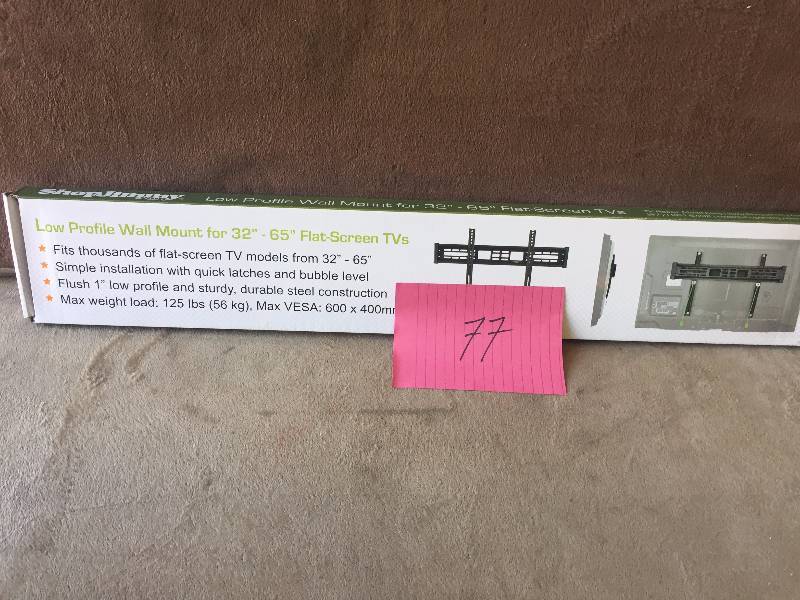 ShopJimmy
Low Profile Wall Mount for 32" - 65" Flat-Screen TVs
Low Profile Wall Mount for 32" - 65" Flat-Screen TVs
Fits thousands of flat-screen TV models from 32" - 65"
Simple installation with quick latches and bubble level
Flush 1" low profile and sturdy, durable steel construction
Max weight load: 125 lbs (56 kg), Max VESA: 600 x 400m
77